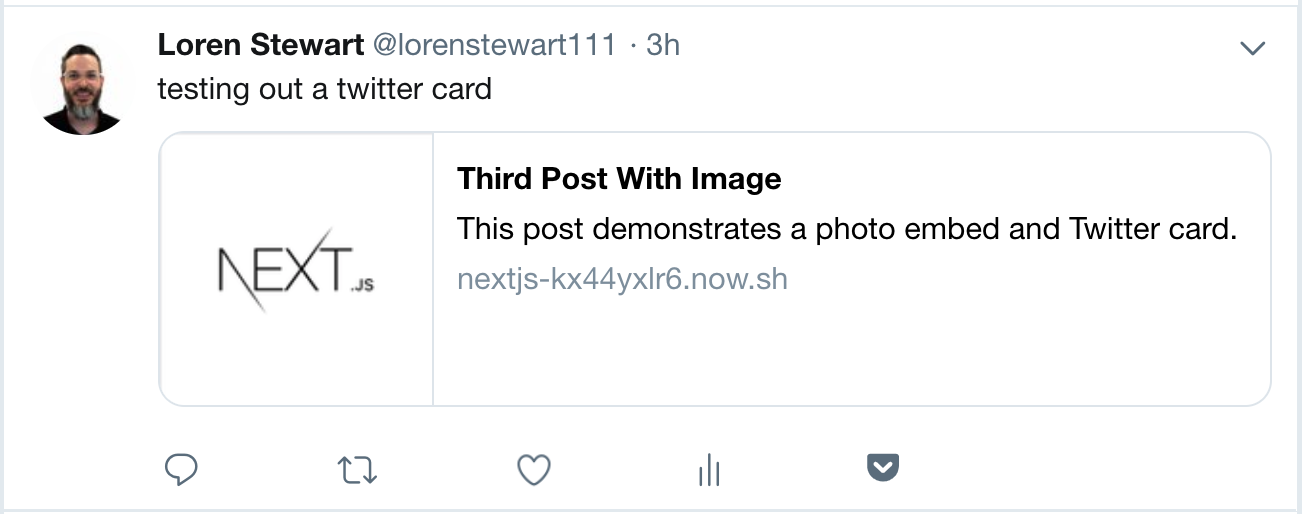 Loren Stewart @lorenstewart111 · 3h
testing out a twitter card
NEXT.JS
Third Post With Image
This post demonstrates a photo embed and Twitter card.
nextjs-kx44yxlr6.now.sh